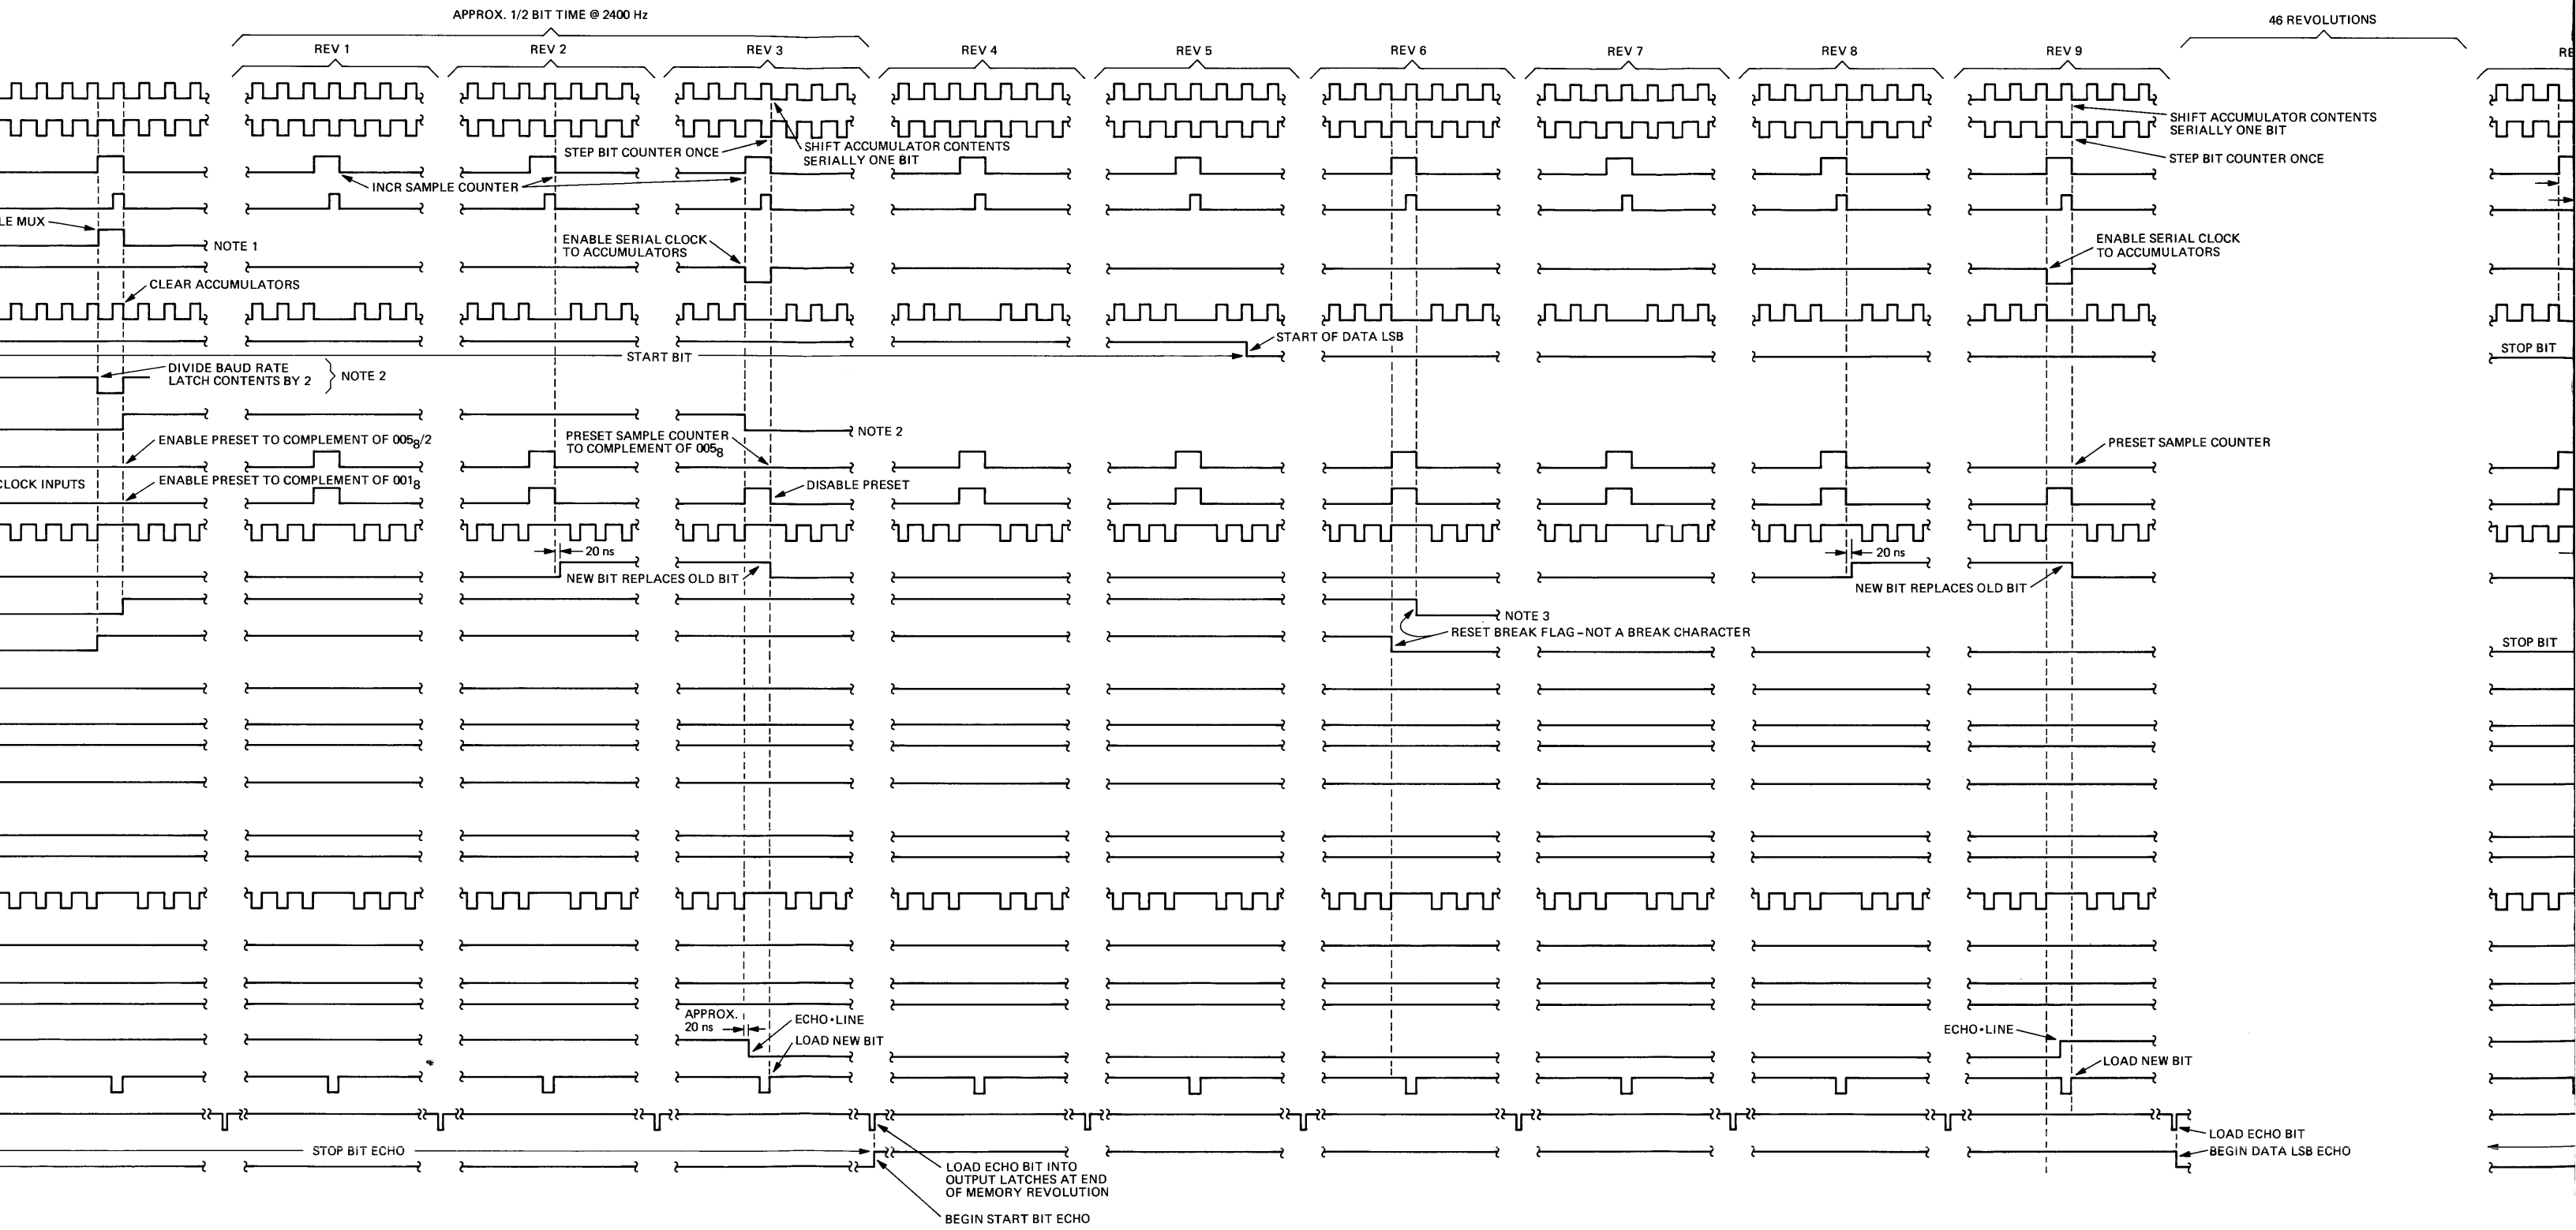 APPROX. 1/2 BIT TIME @ 2400 Hz
46 REVOLUTIONS
REV 1
REV 2
REV 3
REV 4
REV 5
REV 6
REV 7
REV 8
REV 9
RE
SHIFT ACCUMULATOR CONTENTS
SERIALLY ONE BIT
STEP BIT COUNTER ONCE
SHIFT ACCUMULATOR CONTENTS
SERIALLY ONE BIT
STEP BIT COUNTER ONCE
INCR SAMPLE COUNTER
LE MUX
NOTE 1
ENABLE SERIAL CLOCK
TO ACCUMULATORS
ENABLE SERIAL CLOCK
TO ACCUMULATORS
CLEAR ACCUMULATORS
START OF DATA LSB
START BIT
STOP BIT
DIVIDE BAUD RATE
LATCH CONTENTS BY 2
NOTE 2
NOTE 2
ENABLE PRESET TO COMPLEMENT OF 005₈/2
PRESET SAMPLE COUNTER
TO COMPLEMENT OF 005₈
PRESET SAMPLE COUNTER
CLOCK INPUTS
ENABLE PRESET TO COMPLEMENT OF 001₈
DISABLE PRESET
20 ns
20 ns
NEW BIT REPLACES OLD BIT
NEW BIT REPLACES OLD BIT
NOTE 3
RESET BREAK FLAG–NOT A BREAK CHARACTER
STOP BIT
APPROX.
20 ns
ECHO•LINE
LOAD NEW BIT
ECHO•LINE
LOAD NEW BIT
LOAD ECHO BIT
BEGIN DATA LSB ECHO
STOP BIT ECHO
LOAD ECHO BIT INTO
OUTPUT LATCHES AT END
OF MEMORY REVOLUTION
BEGIN START BIT ECHO